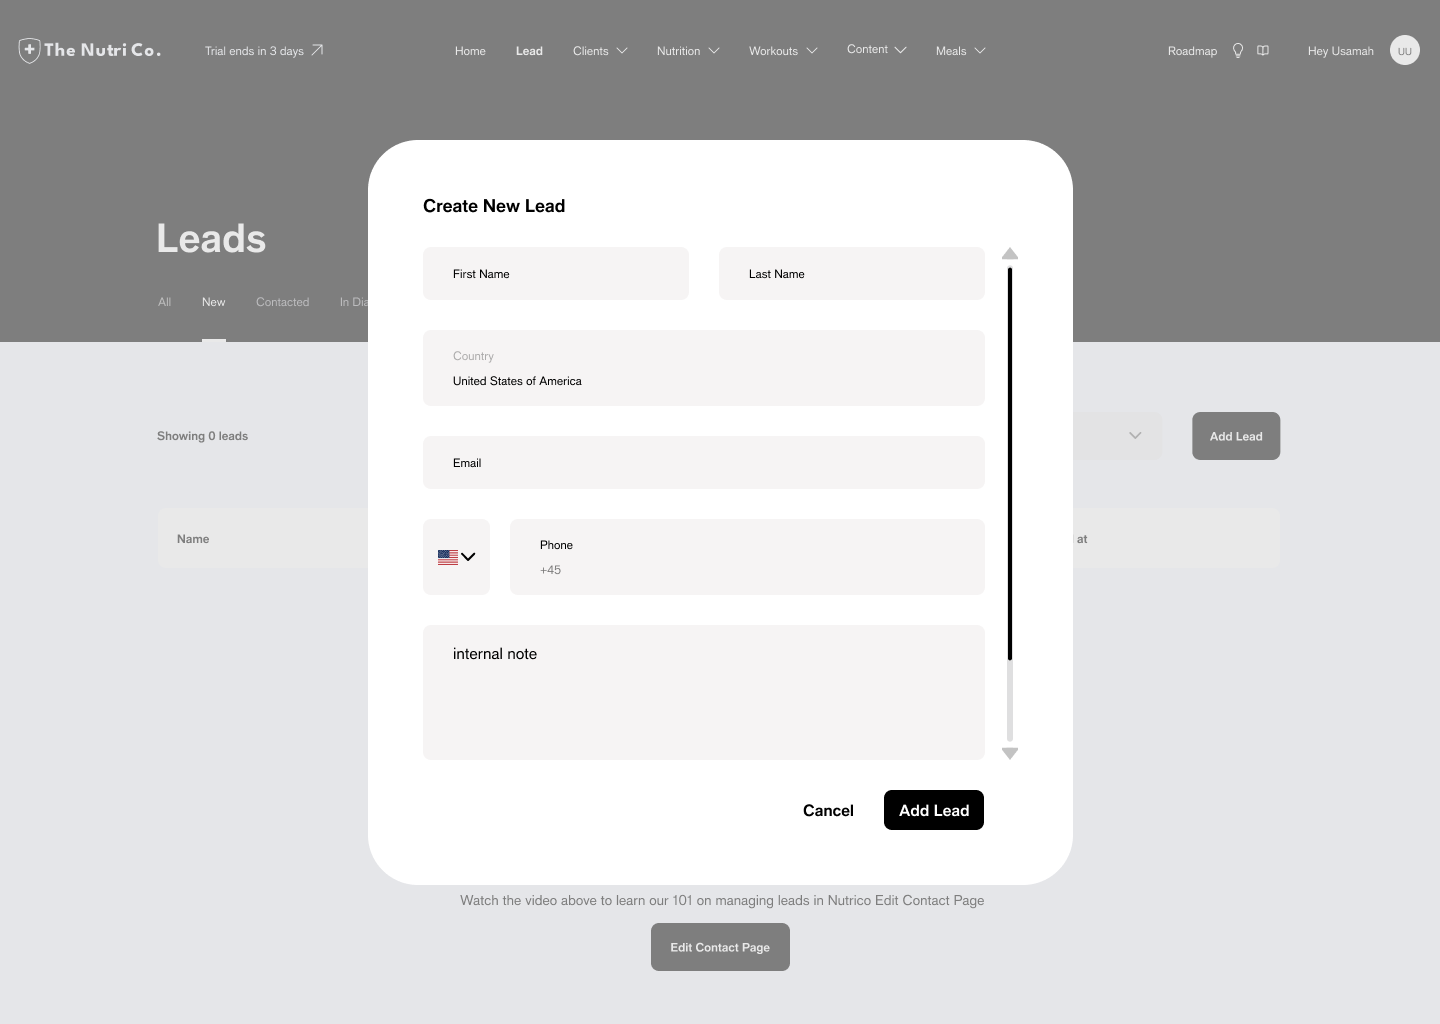 The Nutri Co.
Trial ends in 3 days
Home
Lead
Clients
Nutrition
Workouts
Content
Meals
Roadmap
Hey Usamah
UU
Leads
All
New
Contacted
In Dia
Create New Lead
First Name
Last Name
Country
United States of America
Email
Phone
+45
internal note
Cancel
Add Lead
Showing 0 leads
Add Lead
Name
at
Watch the video above to learn our 101 on managing leads in Nutrico Edit Contact Page
Edit Contact Page